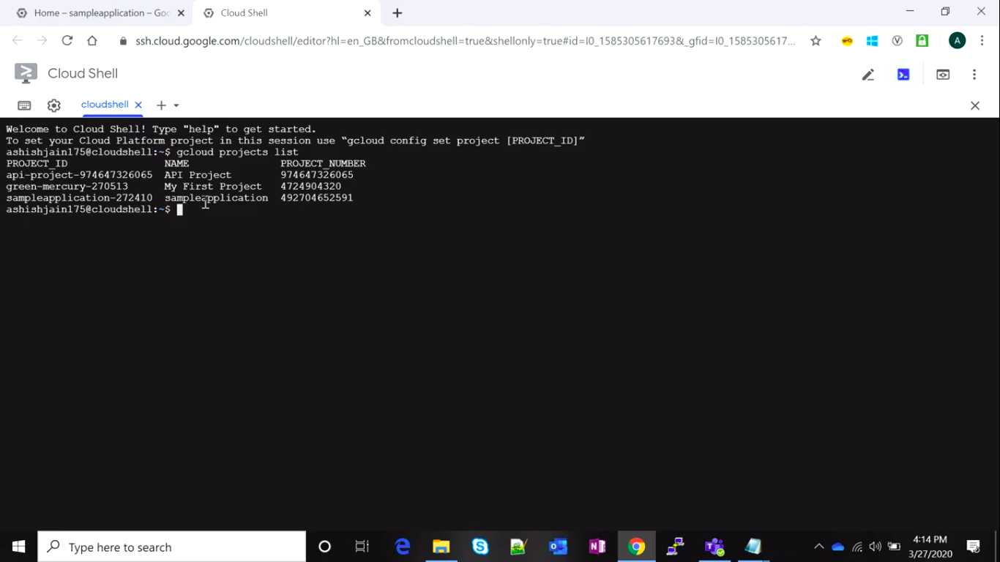 Home – sampleapplication – Goo
Cloud Shell
ssh.cloud.google.com/cloudshell/editor?hl=en_GB&fromcloudshell=true&shellonly=true#id=I0_1585305617693&_gfid=I0_1585305617...
A
Cloud Shell
cloudshell
Welcome to Cloud Shell! Type "help" to get started.
To set your Cloud Platform project in this session use “gcloud config set project [PROJECT_ID]”
ashishjain175@cloudshell:~$ gcloud projects list
PROJECT_ID NAME PROJECT_NUMBER
api-project-974647326065 API Project 974647326065
green-mercury-270513 My First Project 4724904320
sampleapplication-272410 sampleapplication 492704652591
ashishjain175@cloudshell:~$
Type here to search
4:14 PM
3/27/2020